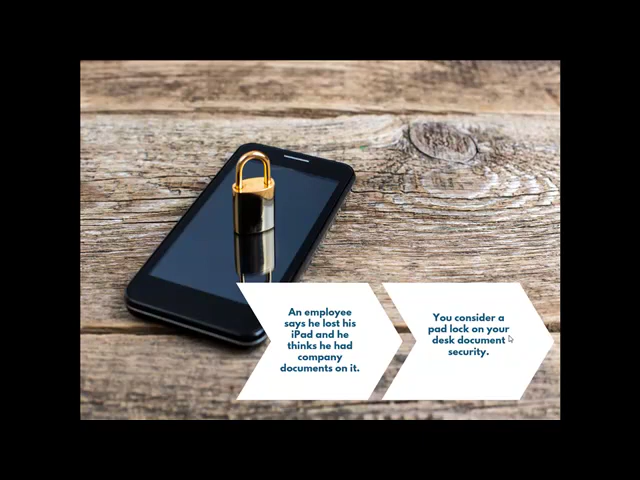 An employee
says he lost his
iPad and he
thinks he had
company
documents on it.
You consider a
pad lock on your
desk document
security.